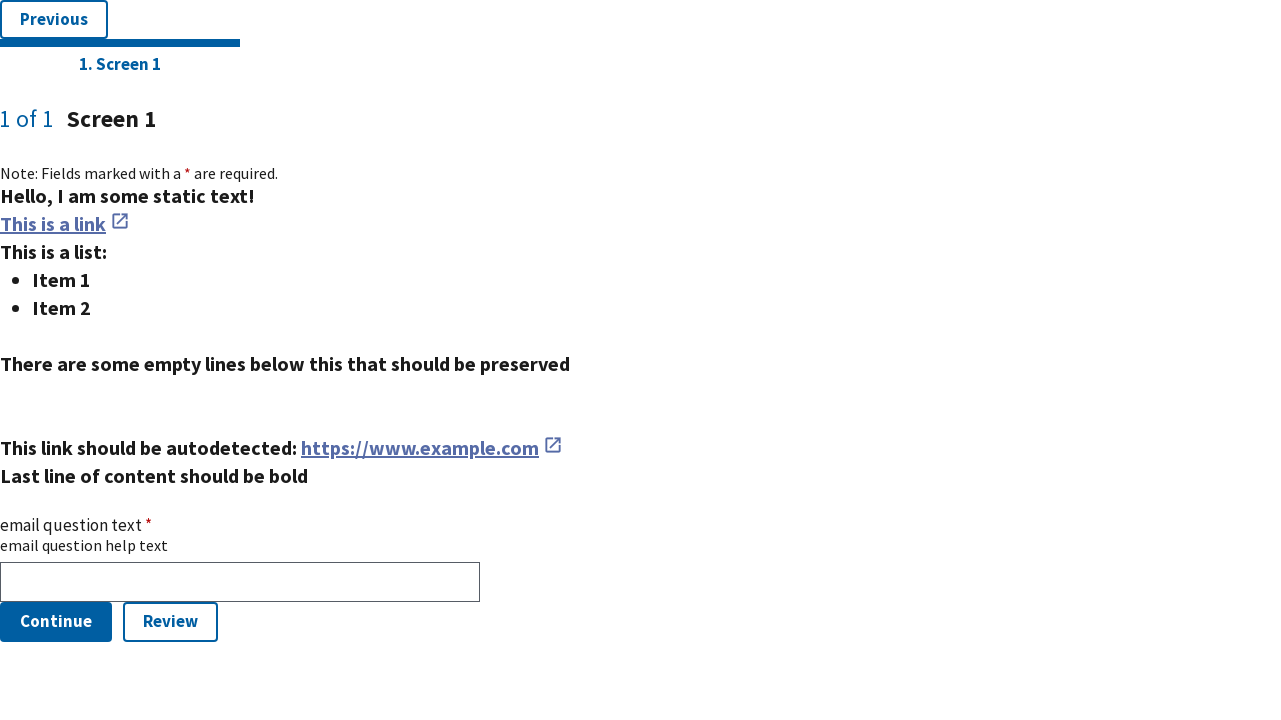 Previous
1. Screen 1
1 of 1 Screen 1
Note: Fields marked with a * are required.
Hello, I am some static text!
This is a link
This is a list:
Item 1
Item 2
There are some empty lines below this that should be preserved
This link should be autodetected: https://www.example.com
Last line of content should be bold
email question text *
email question help text
Continue Review